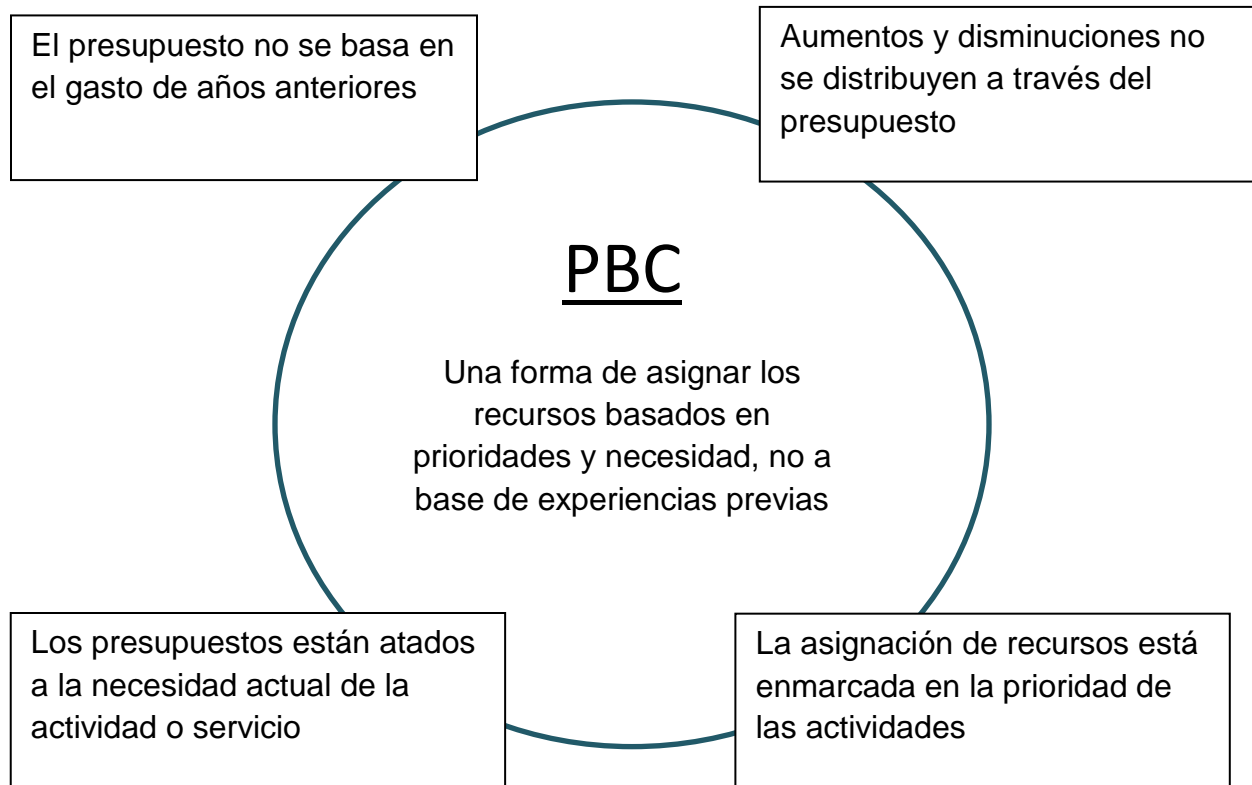 El presupuesto no se basa en
el gasto de años anteriores
Aumentos y disminuciones no
se distribuyen a través del
presupuesto
PBC
Una forma de asignar los
recursos basados en
prioridades y necesidad, no a
base de experiencias previas
Los presupuestos están atados
a la necesidad actual de la
actividad o servicio
La asignación de recursos está
enmarcada en la prioridad de
las actividades